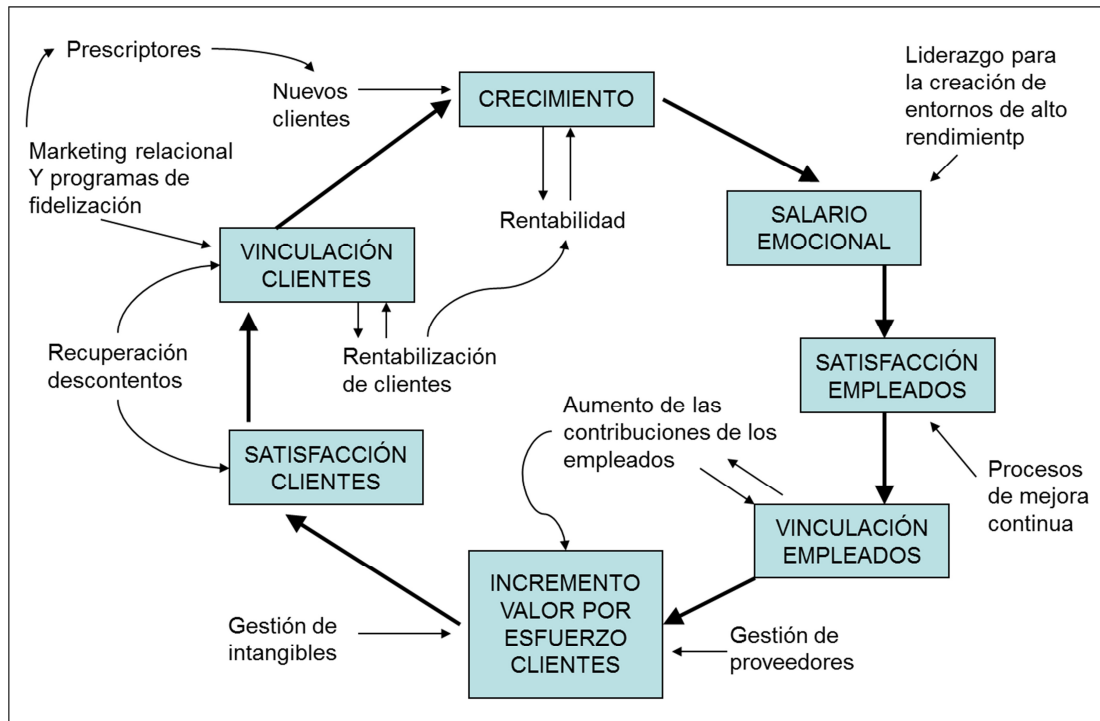 Prescriptores
Nuevos
clientes
CRECIMIENTO
Liderazgo para
la creación de
entornos de alto
rendimientp
Marketing relacional
Y programas de
fidelización
Rentabilidad
SALARIO
EMOCIONAL
VINCULACIÓN
CLIENTES
Recuperación
descontentos
Rentabilización
de clientes
SATISFACCIÓN
EMPLEADOS
Aumento de las
contribuciones de los
empleados
SATISFACCIÓN
CLIENTES
Procesos
de mejora
continua
VINCULACIÓN
EMPLEADOS
INCREMENTO
VALOR POR
ESFUERZO
CLIENTES
Gestión de
intangibles
Gestión de
proveedores